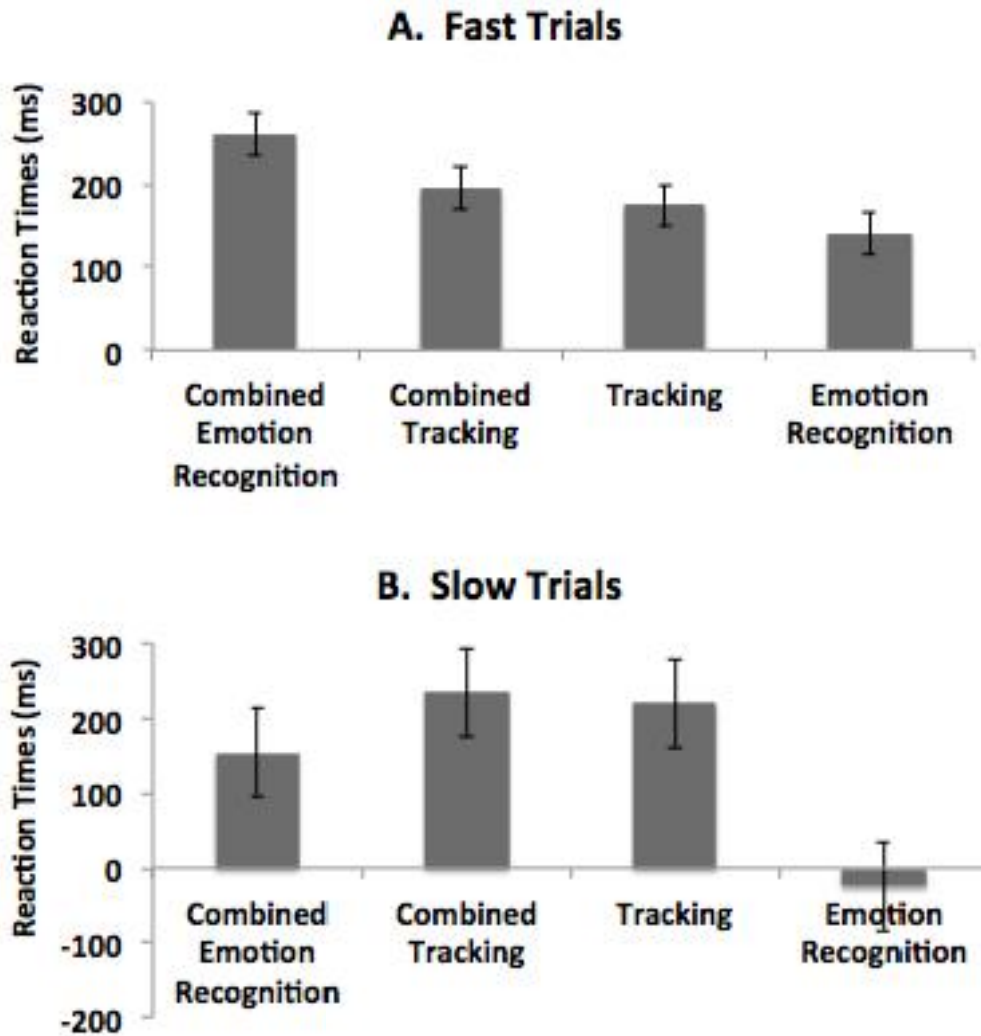 A. Fast Trials
Reaction Times (ms)
300
200
100
0
Combined
Emotion
Recognition
Combined
Tracking
Tracking
Emotion
Recognition
B. Slow Trials
Reaction Times (ms)
300
200
100
0
-100
-200
Combined
Emotion
Recognition
Combined
Tracking
Tracking
Emotion
Recognition